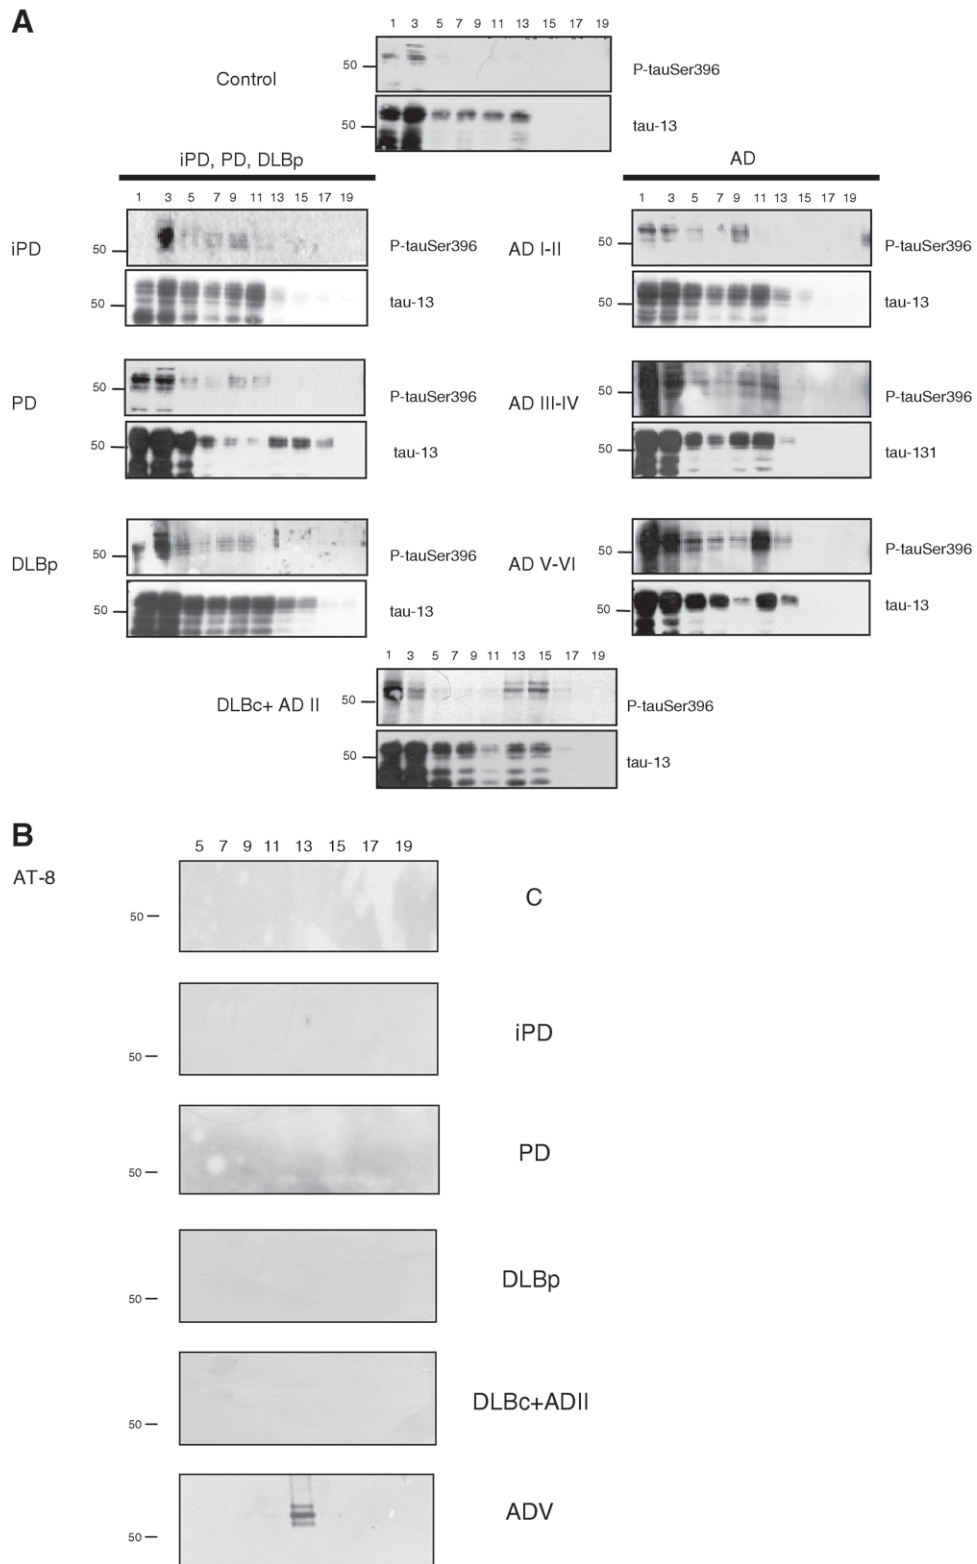 A
1 3 5 7 9 11 13 15 17 19
Control
50
P-tauSer396
50
tau-13
iPD, PD, DLBp
AD
1 3 5 7 9 11 13 15 17 19
1 3 5 7 9 11 13 15 17 19
iPD
50
P-tauSer396
50
tau-13
AD I-II
50
P-tauSer396
50
tau-13
PD
50
P-tauSer396
50
tau-13
AD III-IV
50
P-tauSer396
50
tau-131
DLBp
50
P-tauSer396
50
tau-13
AD V-VI
50
P-tauSer396
50
tau-13
1 3 5 7 9 11 13 15 17 19
DLBc+ AD II
50
P-tauSer396
50
tau-13
B
5 7 9 11 13 15 17 19
AT-8
50
C
50
iPD
50
PD
50
DLBp
50
DLBc+ADII
50
ADV